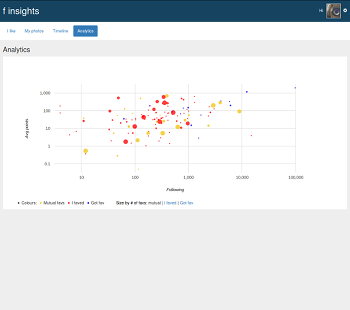 f insights
Hi
I like
My photos
Timeline
Analytics
Analytics
1,000
100
10
1
0.1
Avg points
10
100
1,000
10,000
100,000
Following
Colours: Mutual favs I faved Got fav Size by # of favs: mutual | I faved | Got fav